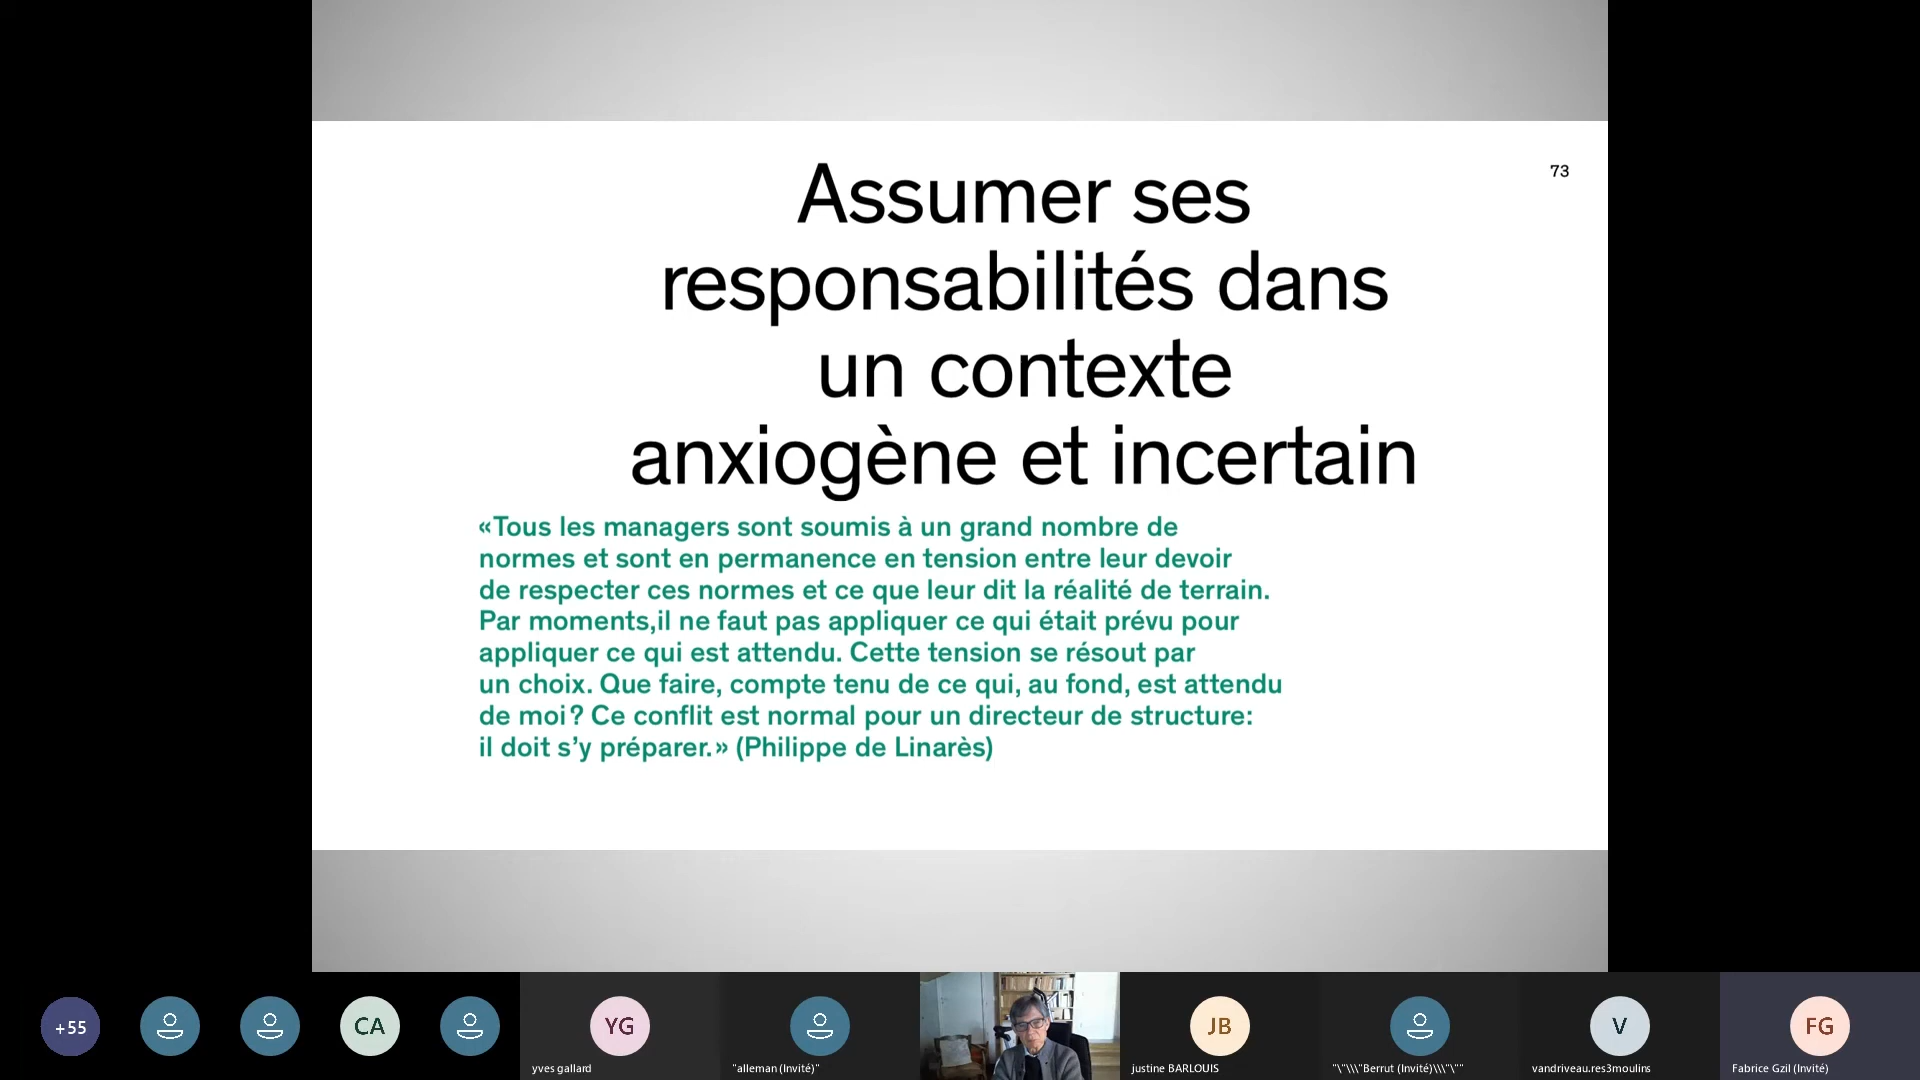 Assumer ses
73
responsabilités dans
un contexte
anxiogène et incertain
«Tous les managers sont soumis à un grand nombre de
normes et sont en permanence en tension entre leur devoir
de respecter ces normes et ce que leur dit la réalité de terrain.
Par moments,il ne faut pas appliquer ce qui était prévu pour
appliquer ce qui est attendu. Cette tension se résout par
un choix. Que faire, compte tenu de ce qui, au fond, est attendu
de moi? Ce conflit est normal pour un directeur de structure:
il doit s’y préparer.» (Philippe de Linarès)
+55
CA
YG
JB
V
FG
yves gallard
"alleman (Invité)"
justine BARLOUIS
"\"\\\"Berrut (Invité)\\\"\""
vandriveau.res3moulins
Fabrice Gzil (Invité)